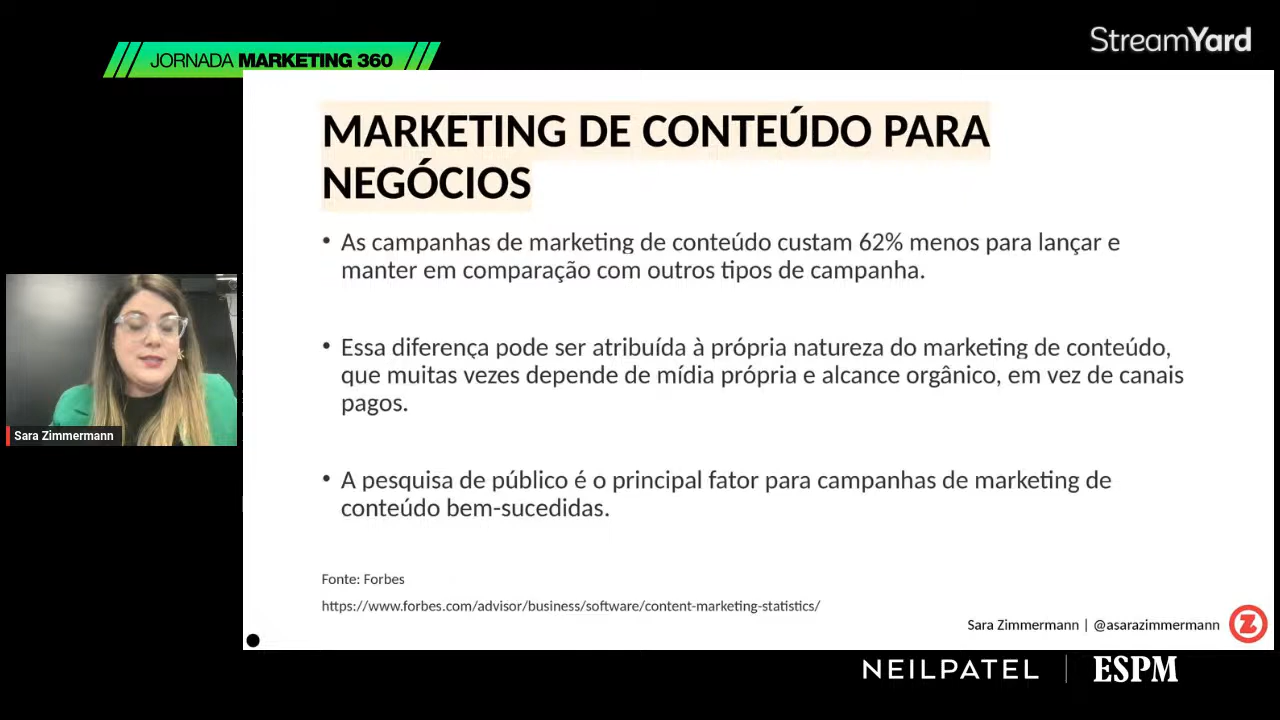 JORNADA MARKETING 360
StreamYard
MARKETING DE CONTEÚDO PARA
NEGÓCIOS
• As campanhas de marketing de conteúdo custam 62% menos para lançar e
manter em comparação com outros tipos de campanha.
• Essa diferença pode ser atribuída à própria natureza do marketing de conteúdo,
que muitas vezes depende de mídia própria e alcance orgânico, em vez de canais
pagos.
• A pesquisa de público é o principal fator para campanhas de marketing de
conteúdo bem-sucedidas.
Sara Zimmermann
Fonte: Forbes
https://www.forbes.com/advisor/business/software/content-marketing-statistics/
Sara Zimmermann | @asarazimmermann
Z
NEILPATEL | ESPM